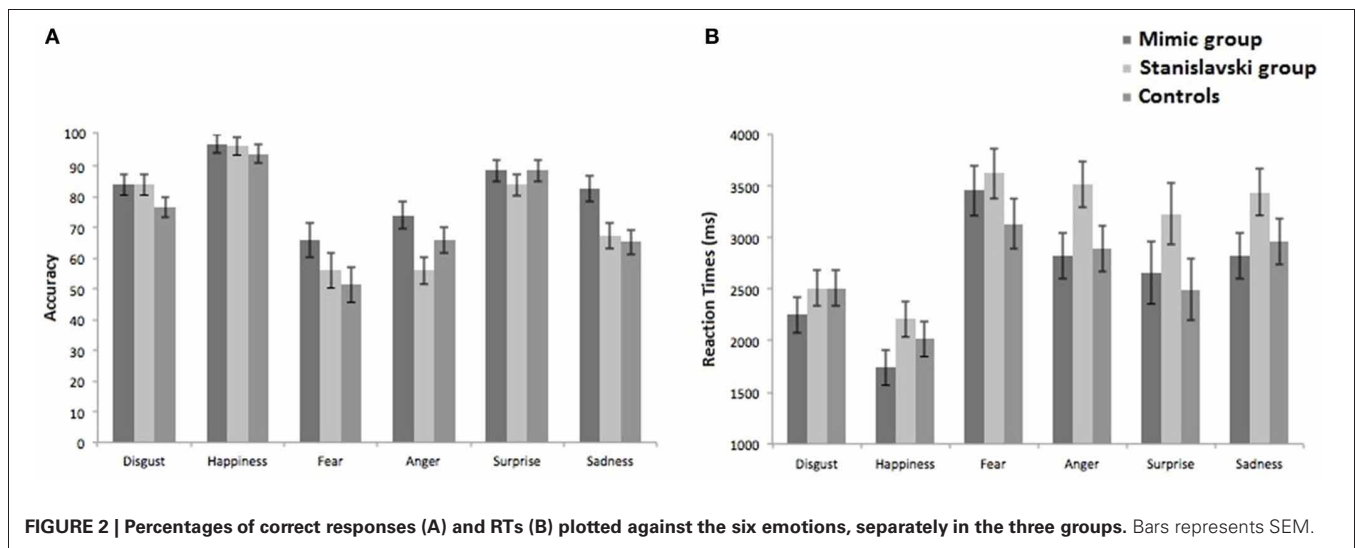 A
Accuracy
100
90
80
70
60
50
40
30
20
10
0
Disgust Happiness Fear Anger Surprise Sadness
B
Mimic group
Stanislavski group
Controls
Reaction Times (ms)
4000
3500
3000
2500
2000
1500
1000
Disgust Happiness Fear Anger Surprise Sadness
FIGURE 2 | Percentages of correct responses (A) and RTs (B) plotted against the six emotions, separately in the three groups. Bars represents SEM.